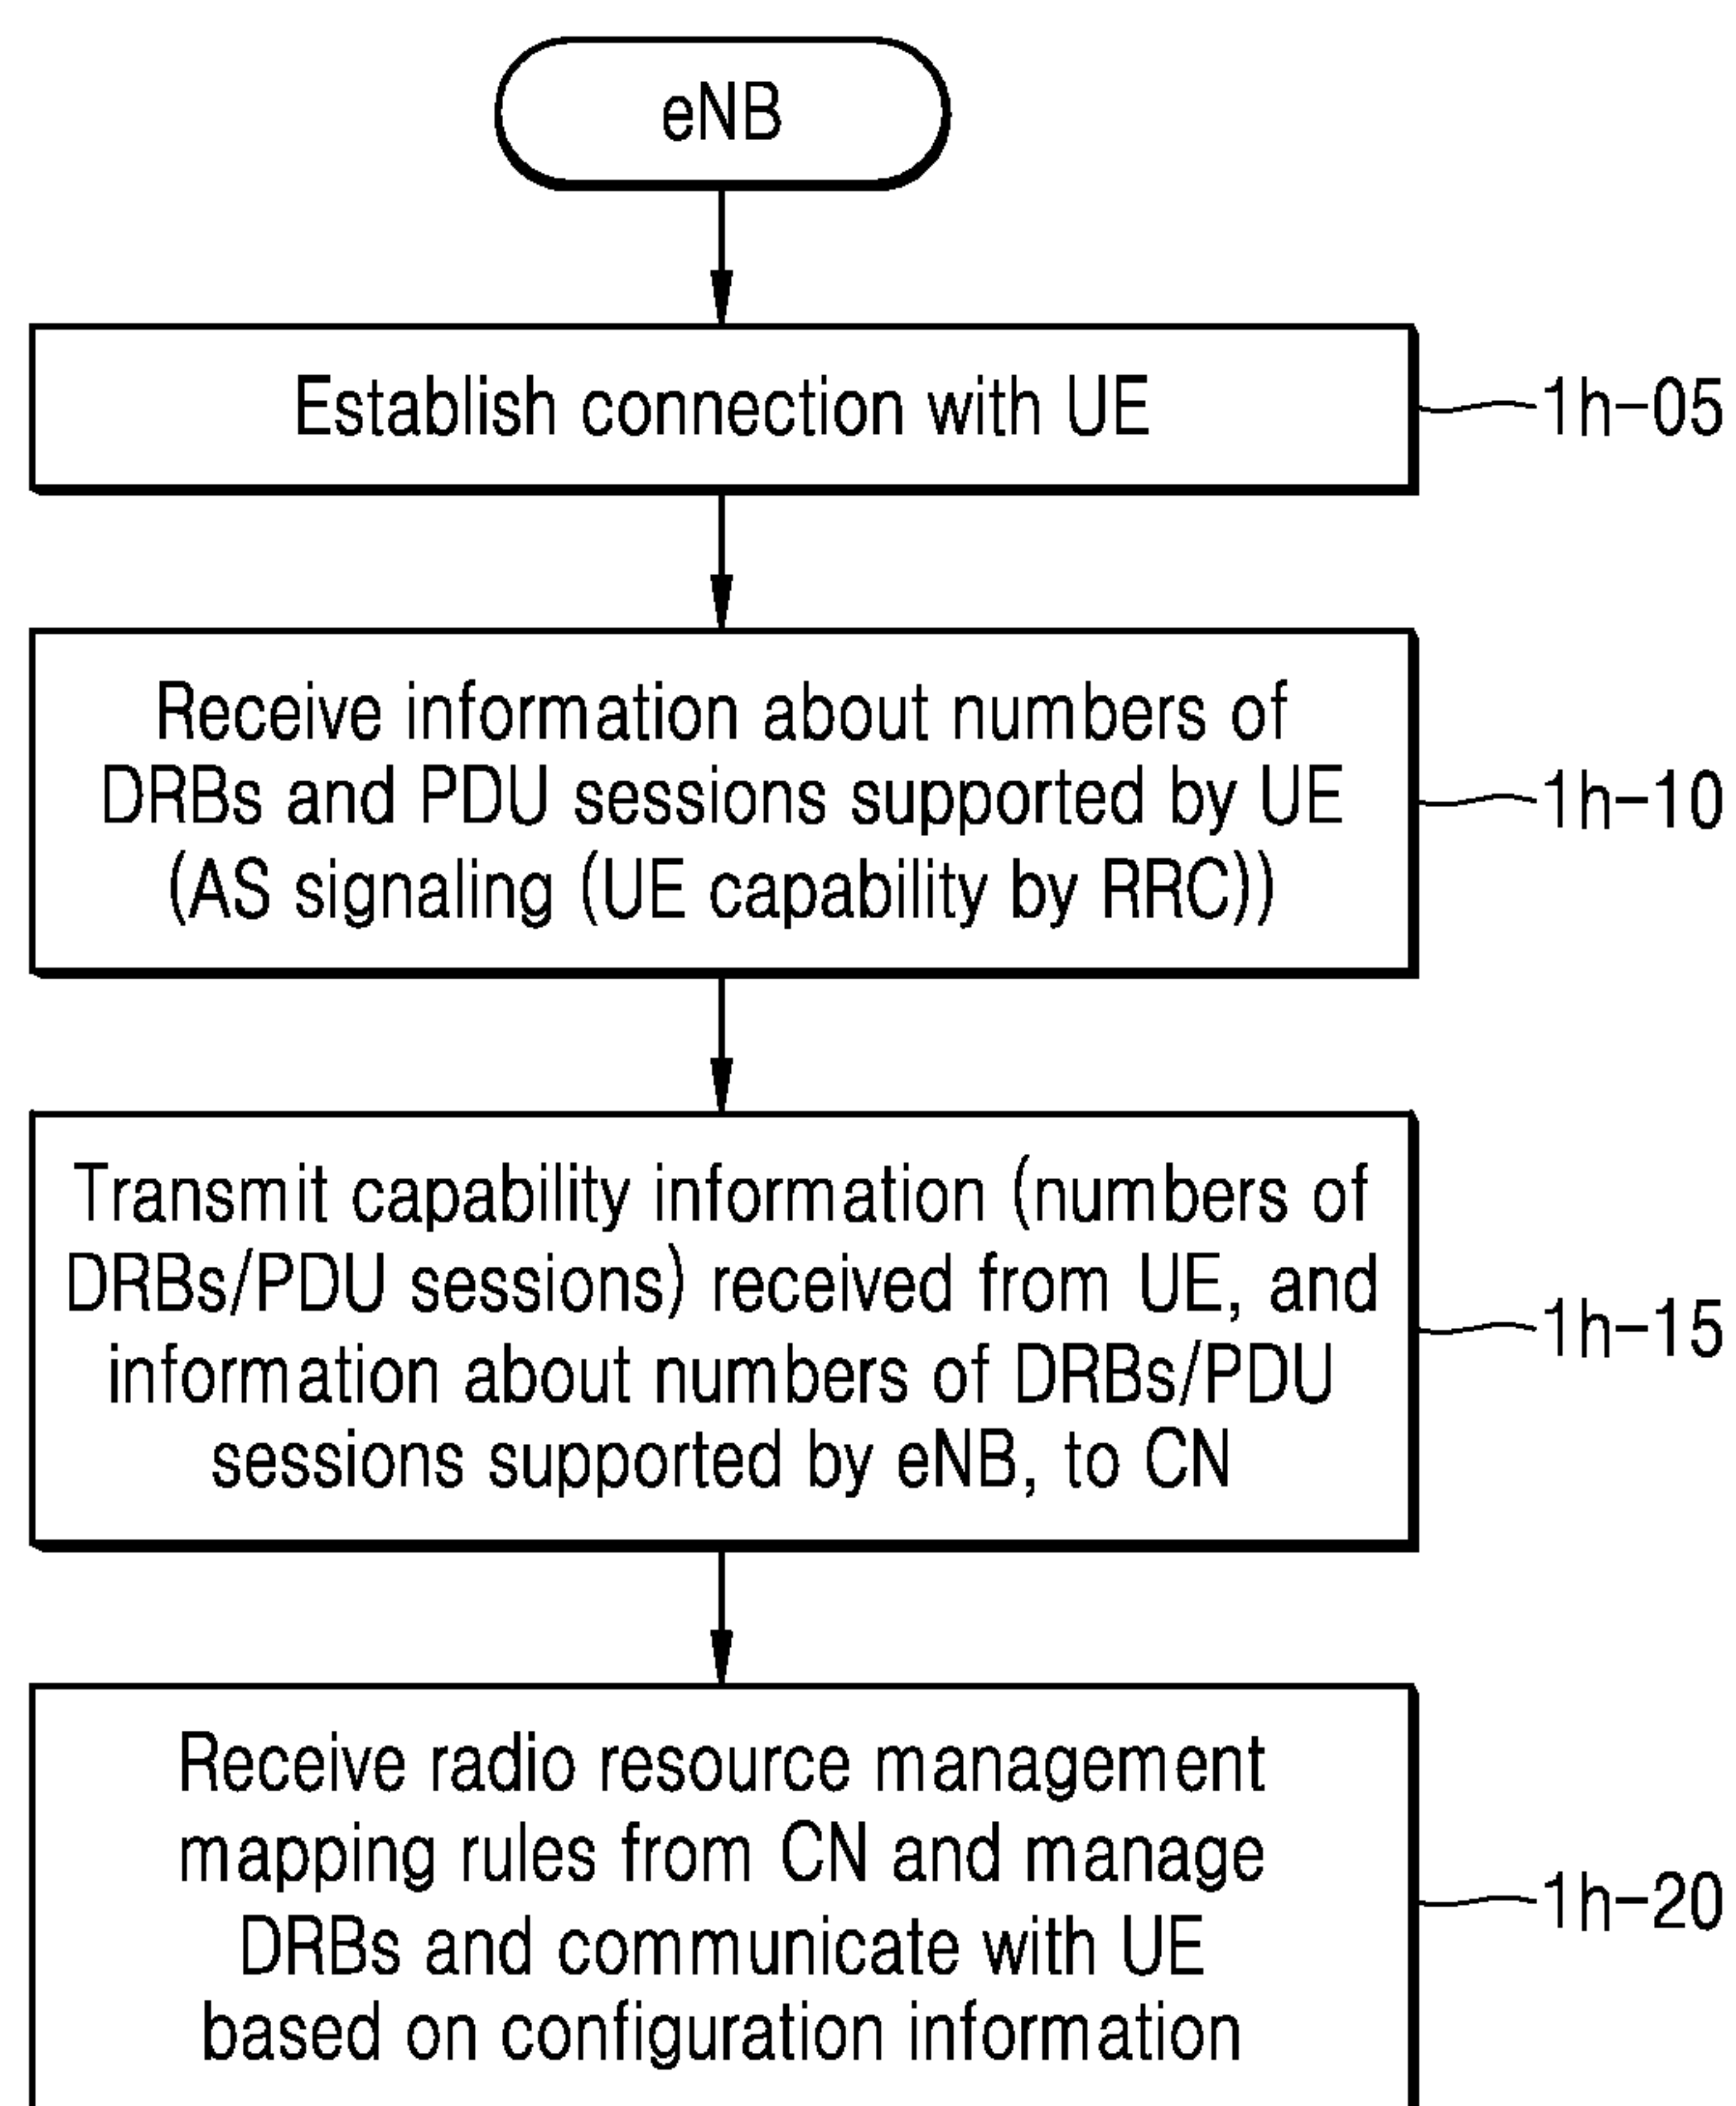 eNB
Establish connection with UE
1h-05
Receive information about numbers of
DRBs and PDU sessions supported by UE
(AS signaling (UE capability by RRC))
1h-10
Transmit capability information (numbers of
DRBs/PDU sessions) received from UE, and
information about numbers of DRBs/PDU
sessions supported by eNB, to CN
1h-15
Receive radio resource management
mapping rules from CN and manage
DRBs and communicate with UE
based on configuration information
1h-20